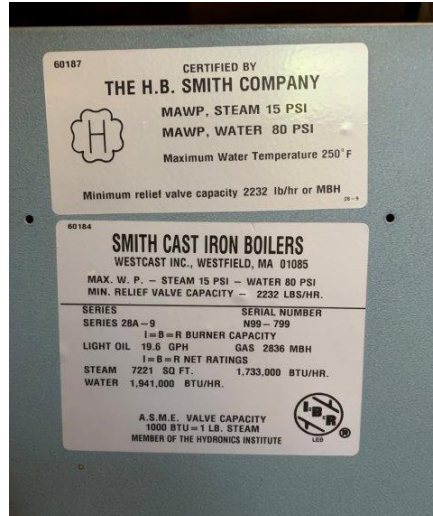 60187
CERTIFIED BY
THE H.B. SMITH COMPANY
H
MAWP, STEAM 15 PSI
MAWP, WATER 80 PSI
Maximum Water Temperature 250°F
Minimum relief valve capacity 2232 lb/hr or MBH
28-9
60184
SMITH CAST IRON BOILERS
WESTCAST INC., WESTFIELD, MA 01085
MAX. W. P. – STEAM 15 PSI – WATER 80 PSI
MIN. RELIEF VALVE CAPACITY – 2232 LBS/HR.
SERIES SERIAL NUMBER
SERIES 28A-9 N99-799
I=B=R BURNER CAPACITY
LIGHT OIL 19.6 GPH GAS 2836 MBH
I=B=R NET RATINGS
STEAM 7221 SQ FT. 1,733,000 BTU/HR.
WATER 1,941,000 BTU/HR.
A.S.M.E. VALVE CAPACITY
1000 BTU=1 LB. STEAM
MEMBER OF THE HYDRONICS INSTITUTE
I=B=R
®
LEB